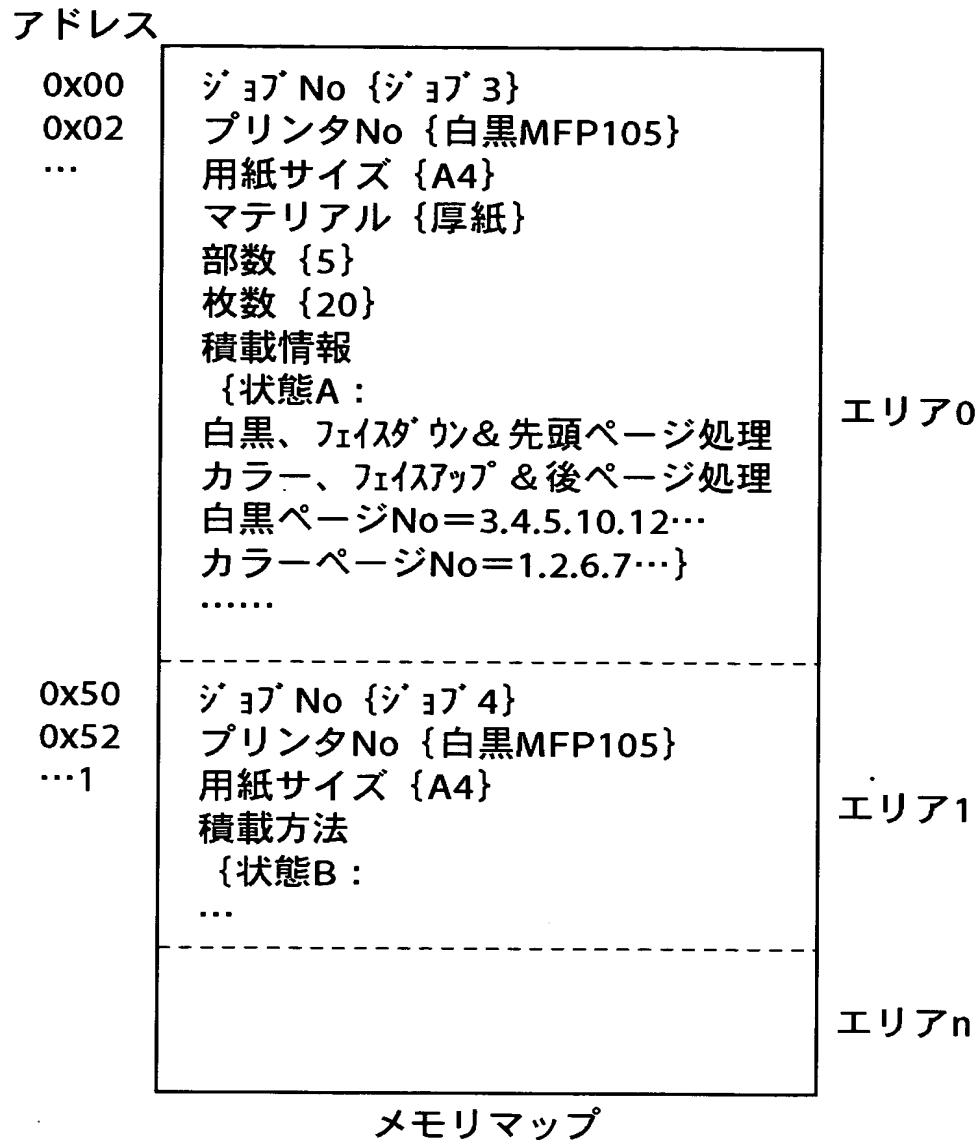 アドレス
0x00 ジョブNo {ジョブ3}
0x02 プリンタNo {白黒MFP105}
… 用紙サイズ {A4}
マテリアル {厚紙}
部数 {5}
枚数 {20}
積載情報
{状態A:
白黒、フェイスダウン&先頭ページ処理
カラー、フェイスアップ&後ページ処理
白黒ページNo=3.4.5.10.12…
カラーページNo=1.2.6.7…}
……
エリア0
0x50 ジョブNo {ジョブ4}
0x52 プリンタNo {白黒MFP105}
…1 用紙サイズ {A4}
積載方法
{状態B:
…
エリア1
エリアn
メモリマップ